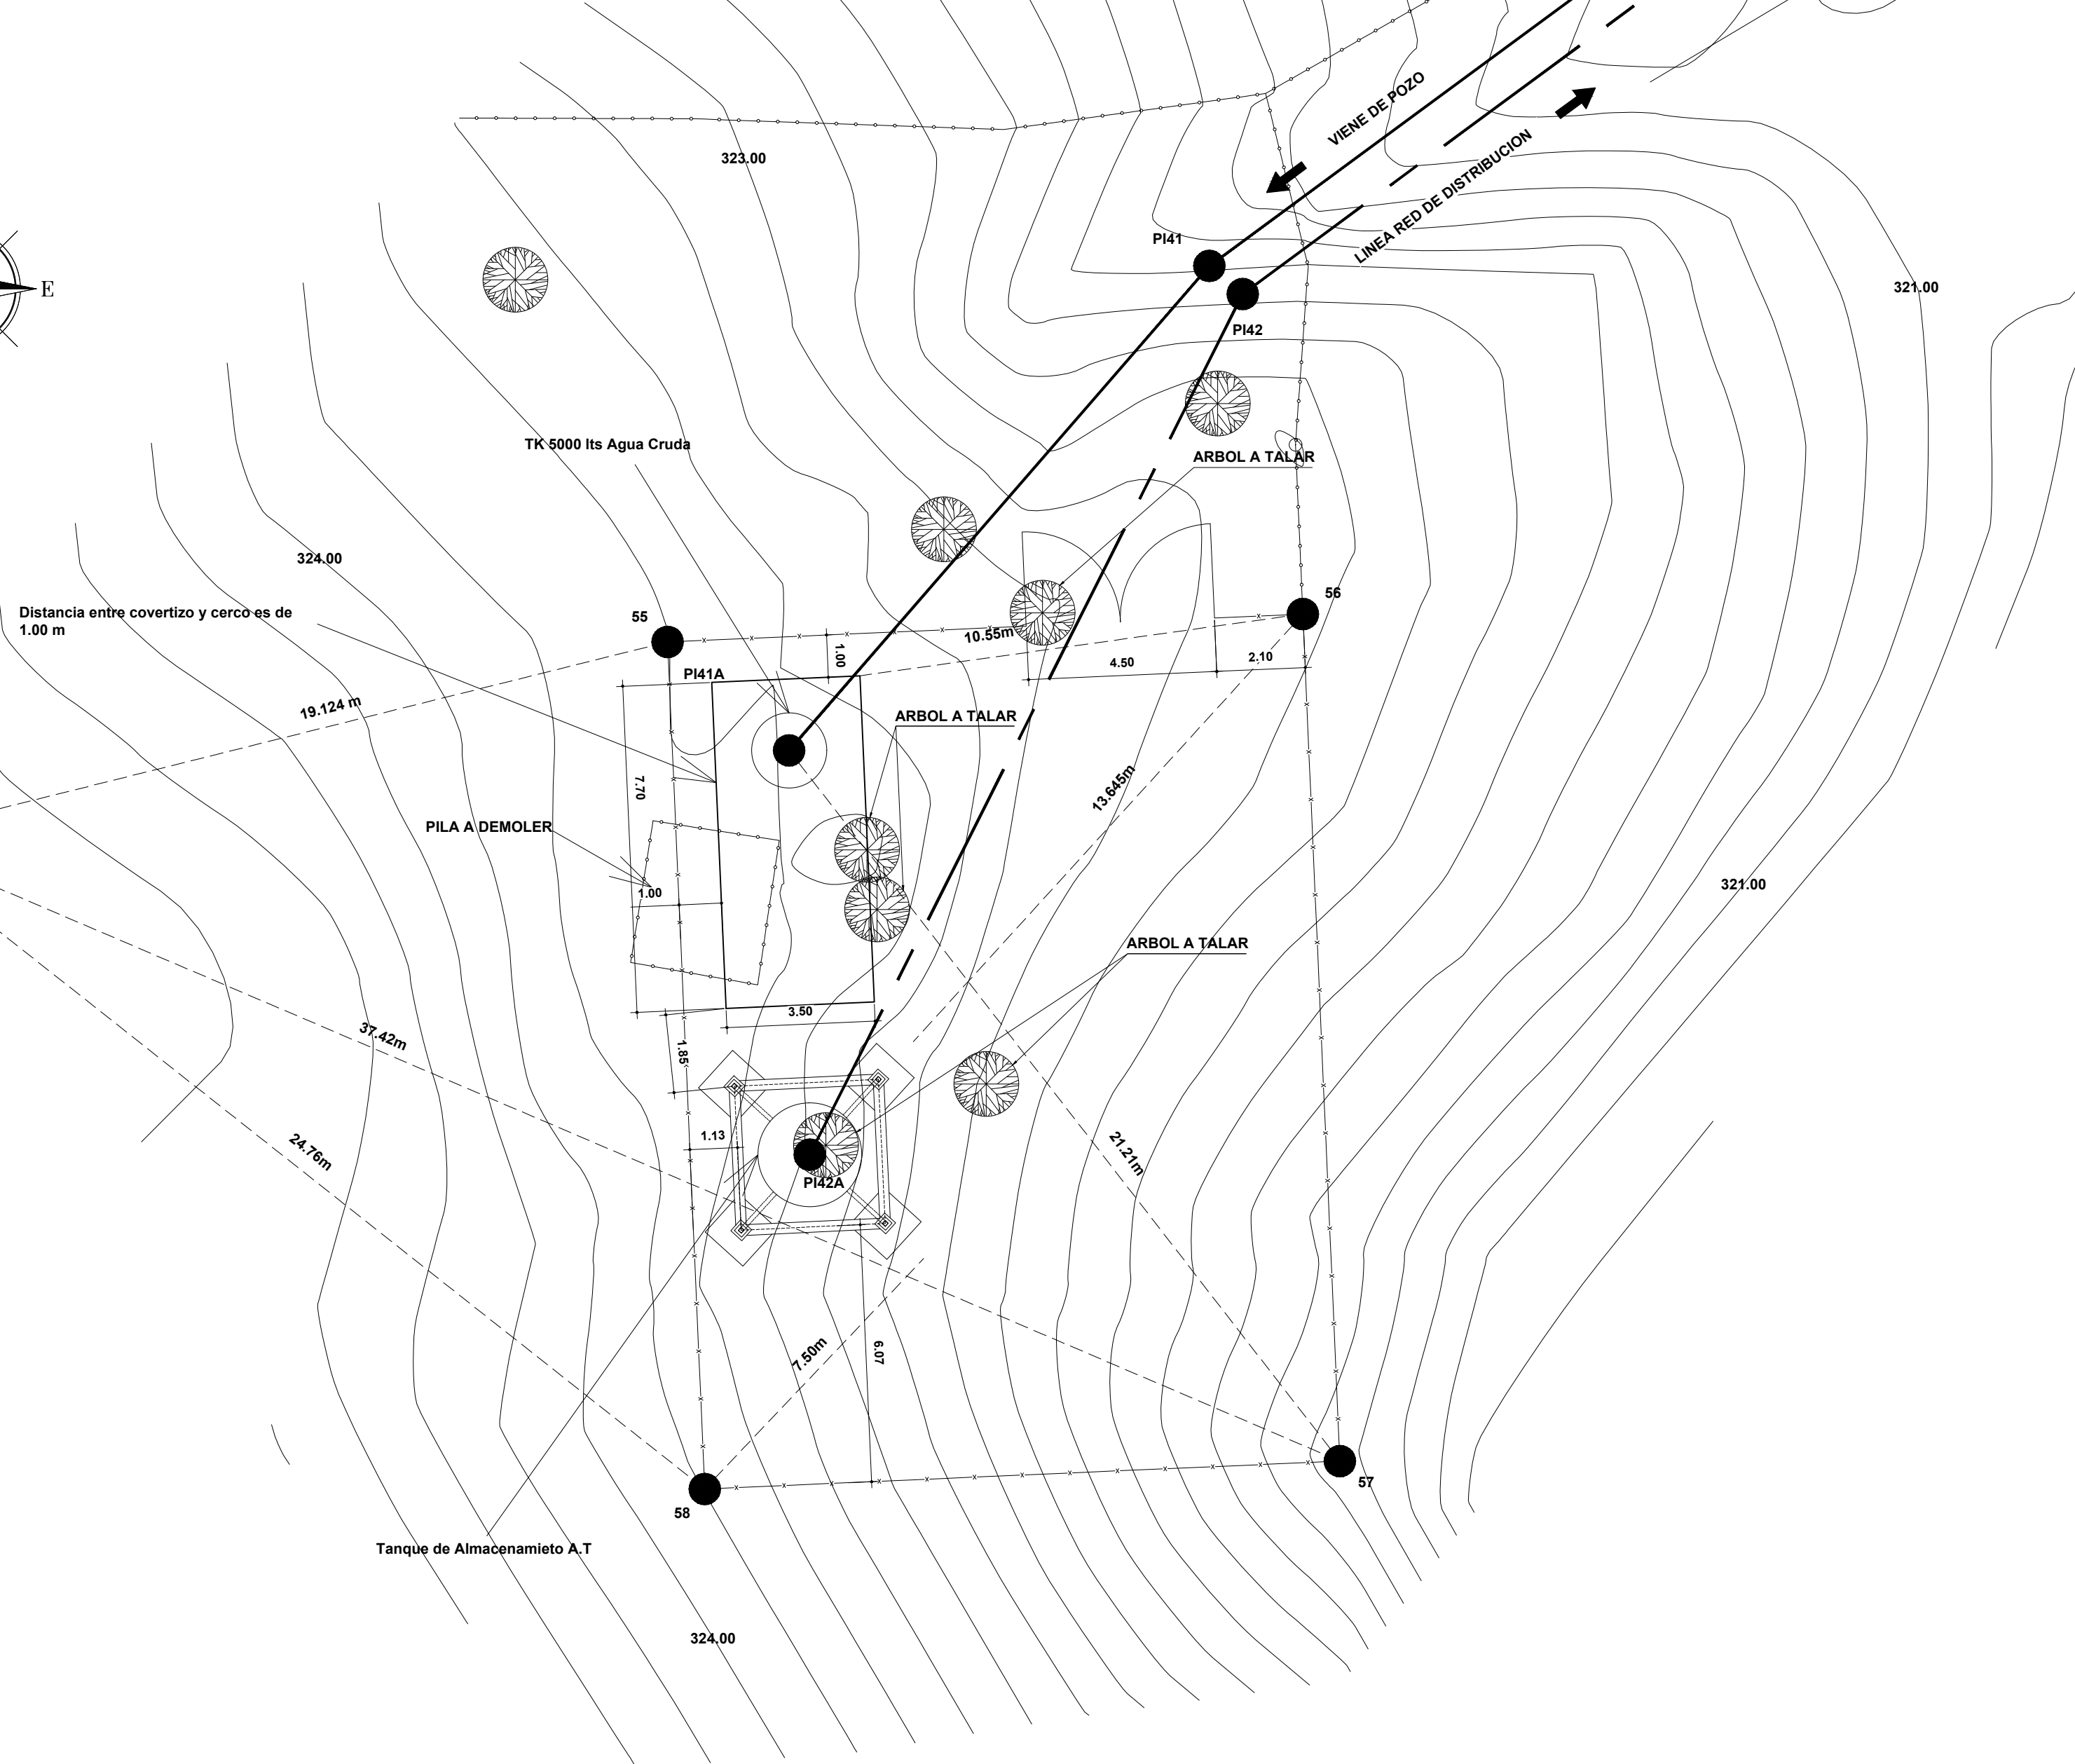 VIENE DE POZO
323.00
LINEA RED DE DISTRIBUCION
PI41
E
321.00
PI42
TK 5000 lts Agua Cruda
ARBOL A TALAR
324.00
Distancia entre covertizo y cerco es de
1.00 m
55
56
10.55m
1.00
4.50
2.10
PI41A
19.124 m
ARBOL A TALAR
7.70
13.645m
PILA A DEMOLER
321.00
1.00
ARBOL A TALAR
3.50
37.42m
1.85
1.13
24.76m
21.21m
PI42A
7.50m
6.07
57
58
Tanque de Almacenamieto A.T
324.00